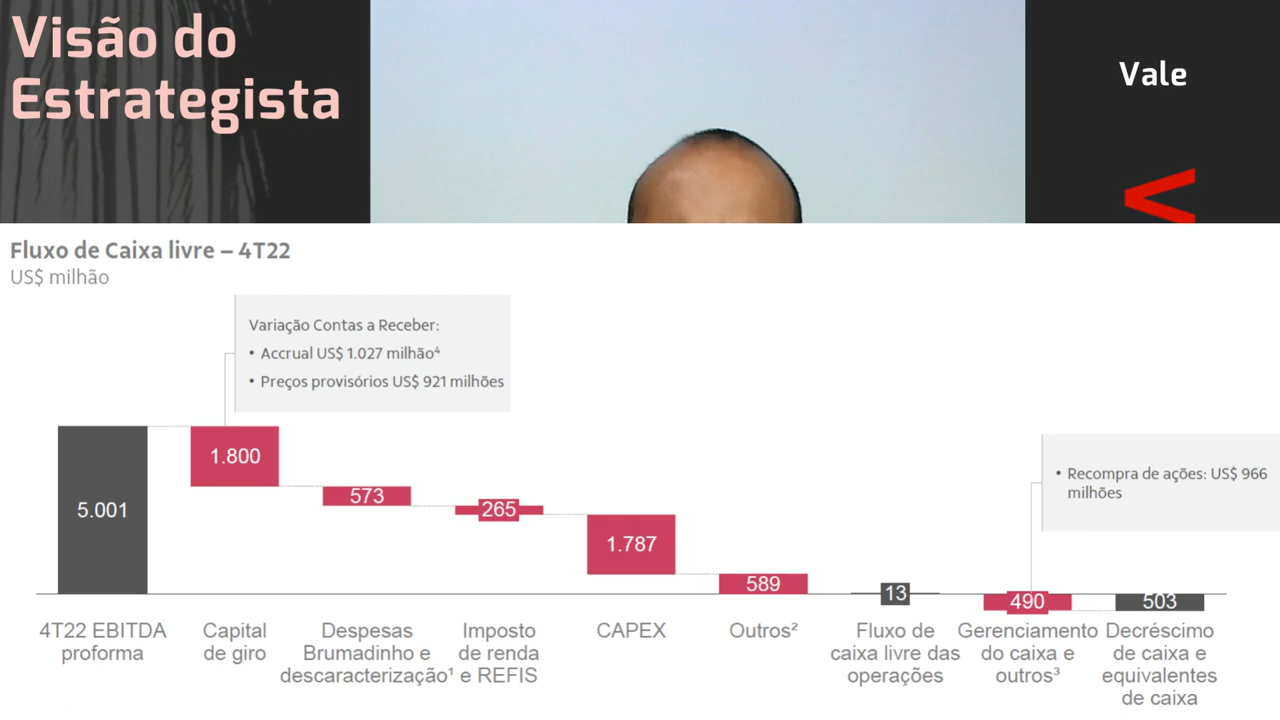 Visão do
Estrategista
Vale
Fluxo de Caixa livre – 4T22
US$ milhão
Variação Contas a Receber:
• Accrual US$ 1.027 milhão⁴
• Preços provisórios US$ 921 milhões
• Recompra de ações: US$ 966
milhões
5.001
1.800
573
265
1.787
589
13
490
503
4T22 EBITDA
proforma
Capital
de giro
Despesas
Brumadinho e
descaracterização¹
Imposto
de renda
e REFIS
CAPEX
Outros²
Fluxo de
caixa livre das
operações
Gerenciamento
do caixa e
outros³
Decréscimo
de caixa e
equivalentes
de caixa